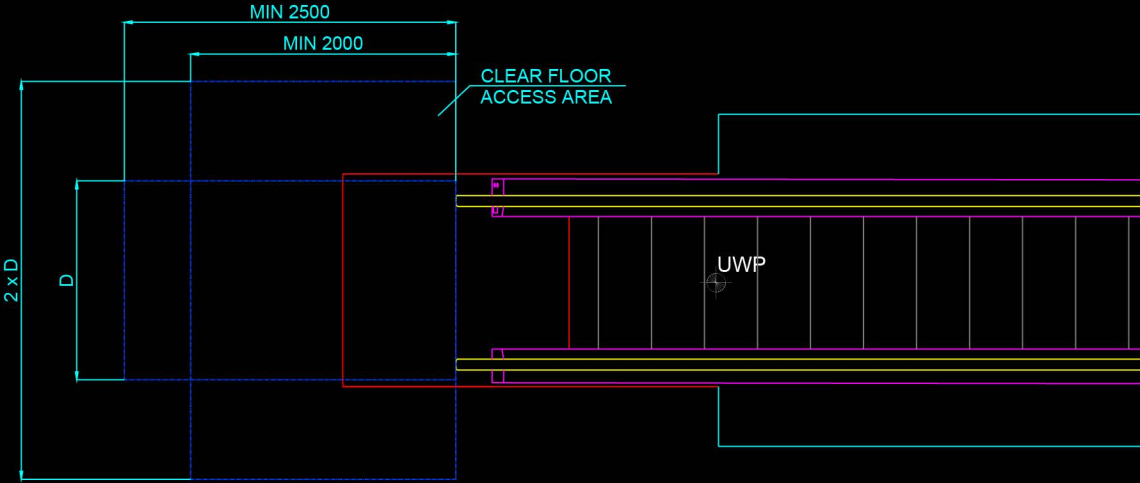 MIN 2500
MIN 2000
CLEAR FLOOR
ACCESS AREA
2 x D
D
UWP